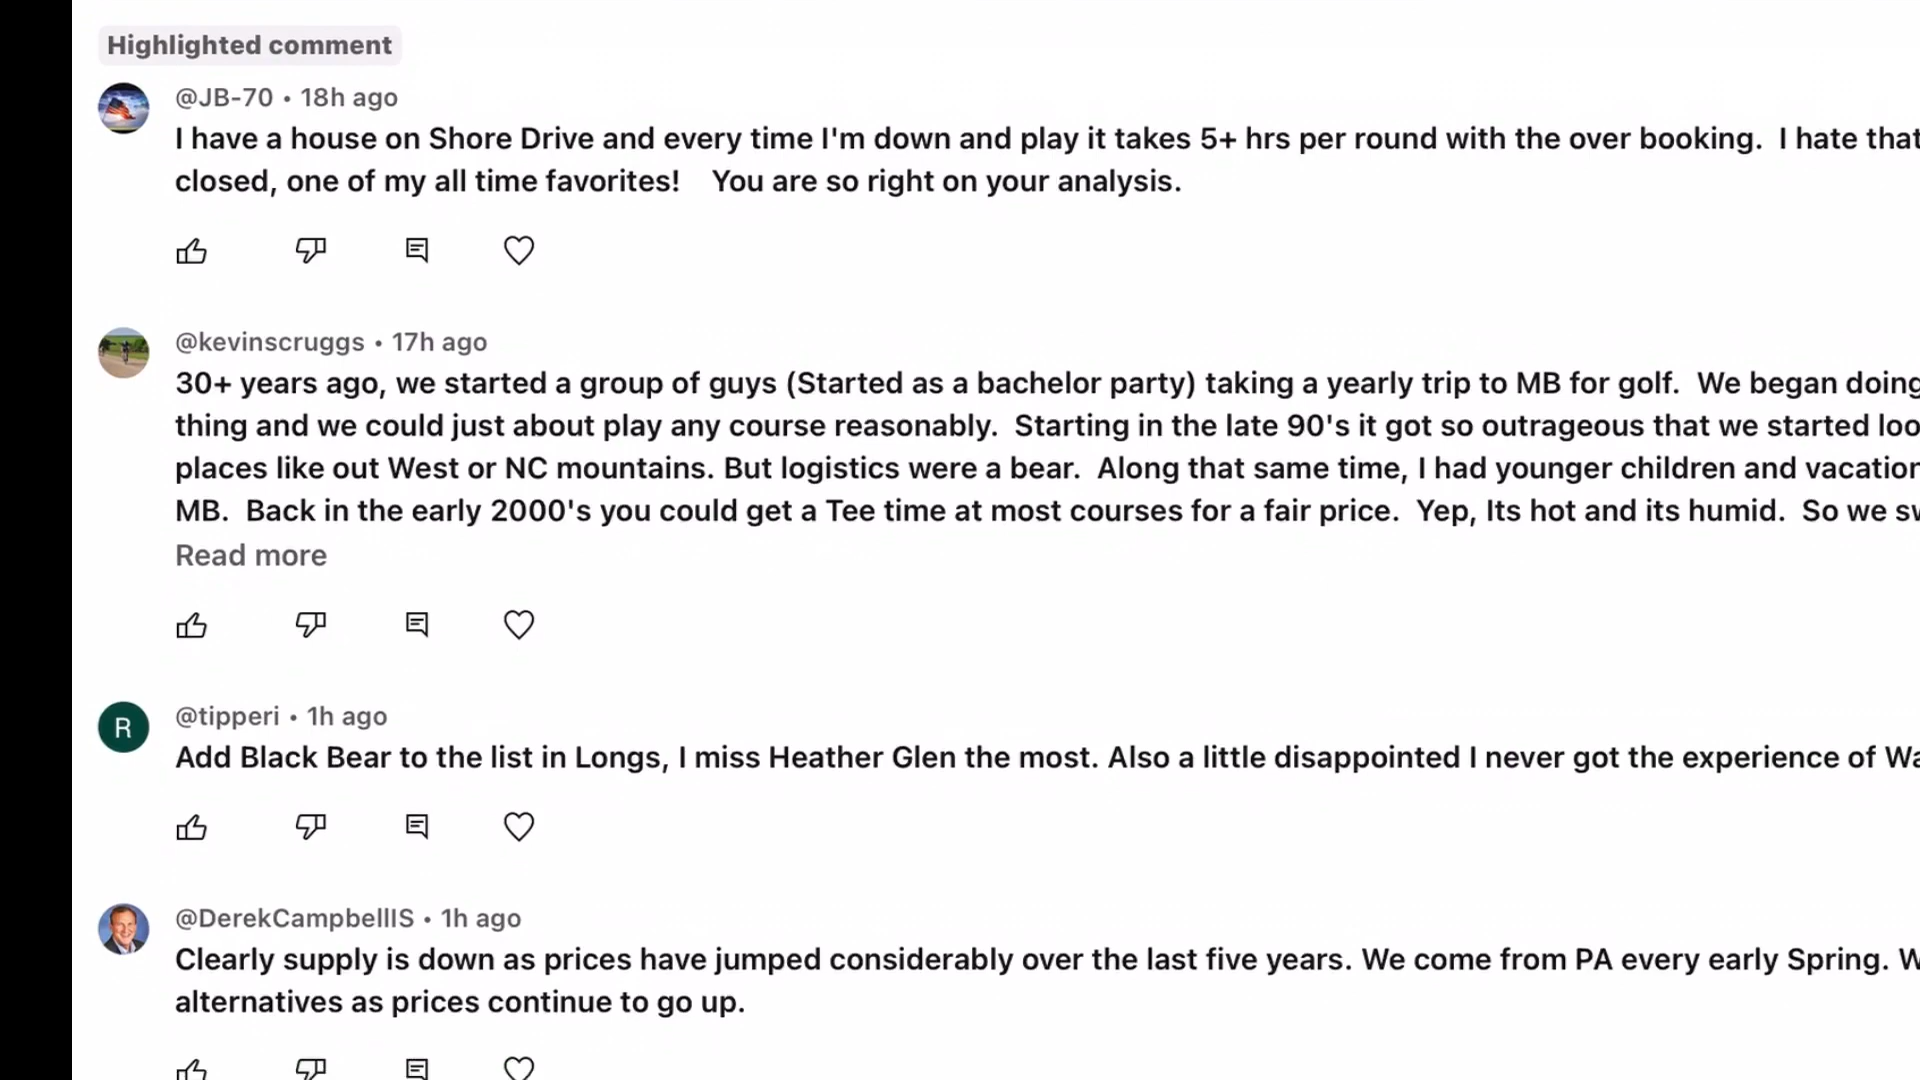 Highlighted comment
@JB-70 • 18h ago
I have a house on Shore Drive and every time I'm down and play it takes 5+ hrs per round with the over booking.  I hate that
closed, one of my all time favorites!    You are so right on your analysis.
@kevinscruggs • 17h ago
30+ years ago, we started a group of guys (Started as a bachelor party) taking a yearly trip to MB for golf.  We began doing
thing and we could just about play any course reasonably.  Starting in the late 90's it got so outrageous that we started
places like out West or NC mountains. But logistics were a bear.  Along that same time, I had younger children and
MB.  Back in the early 2000's you could get a Tee time at most courses for a fair price.  Yep, Its hot and its humid.  So we
Read more
R
@tipperi • 1h ago
Add Black Bear to the list in Longs, I miss Heather Glen the most. Also a little disappointed I never got the experience of
@DerekCampbellIS • 1h ago
Clearly supply is down as prices have jumped considerably over the last five years. We come from PA every early Spring.
alternatives as prices continue to go up.